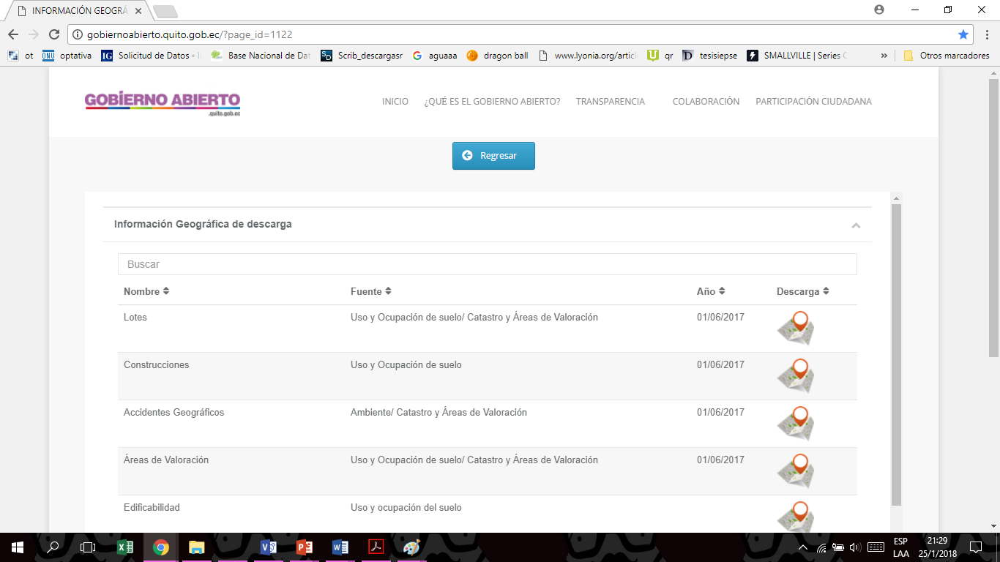 INFORMACIÓN GEOGRÁ
gobiernoabierto.quito.gob.ec/?page_id=1122
ot
ONU optativa
IG Solicitud de Datos - I
Base Nacional de Dat
SD Scrib_descargasr
G aguaaa
dragon ball
www.lyonia.org/artic
U qr
D tesisiepse
SMALLVILLE | Series
» Otros marcadores
GOBIERNO ABIERTO
.quito.gob.ec
INICIO ¿QUÉ ES EL GOBIERNO ABIERTO? TRANSPARENCIA COLABORACIÓN PARTICIPACIÓN CIUDADANA
Regresar
Información Geográfica de descarga
Buscar
Nombre Fuente Año Descarga
Lotes Uso y Ocupación de suelo/ Catastro y Áreas de Valoración 01/06/2017
Construcciones Uso y Ocupación de suelo 01/06/2017
Accidentes Geográficos Ambiente/ Catastro y Áreas de Valoración 01/06/2017
Áreas de Valoración Uso y Ocupación de suelo/ Catastro y Áreas de Valoración 01/06/2017
Edificabilidad Uso y ocupación del suelo
ESP 21:29
LAA 25/1/2018